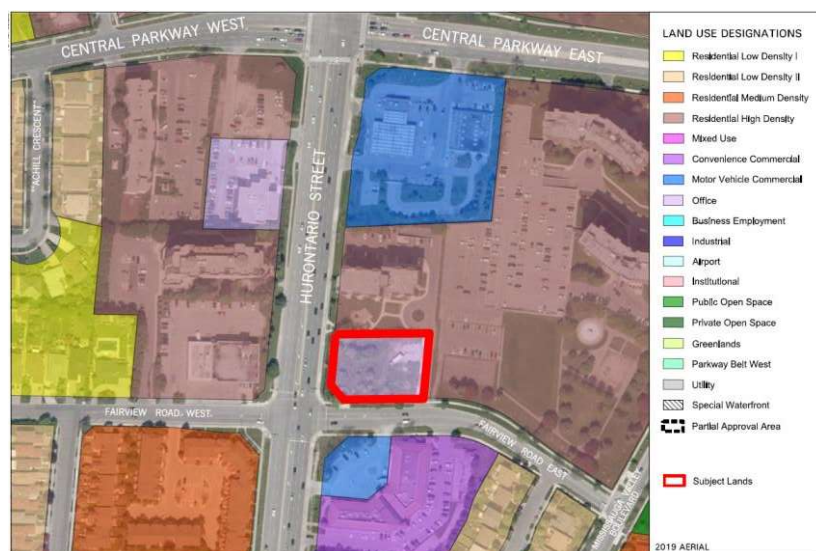 CENTRAL PARKWAY WEST.
CENTRAL PARKWAY EAST
"ACHILL CRESCENT"
HURONTARIO STREET
FAIRVIEW ROAD WEST.
FAIRVIEW ROAD EAST
BOULEVARD
LAND USE DESIGNATIONS
Residential Low Density I
Residential Low Density II
Residential Medium Density
Residential High Density
Mixed Use
Convenience Commercial
Motor Vehicle Commercial
Office
Business Employment
Industrial
Airport
Institutional
Public Open Space
Private Open Space
Greenlands
Parkway Belt West
Utility
Special Waterfront
Partial Approval Area
Subject Lands
2019 AERIAL